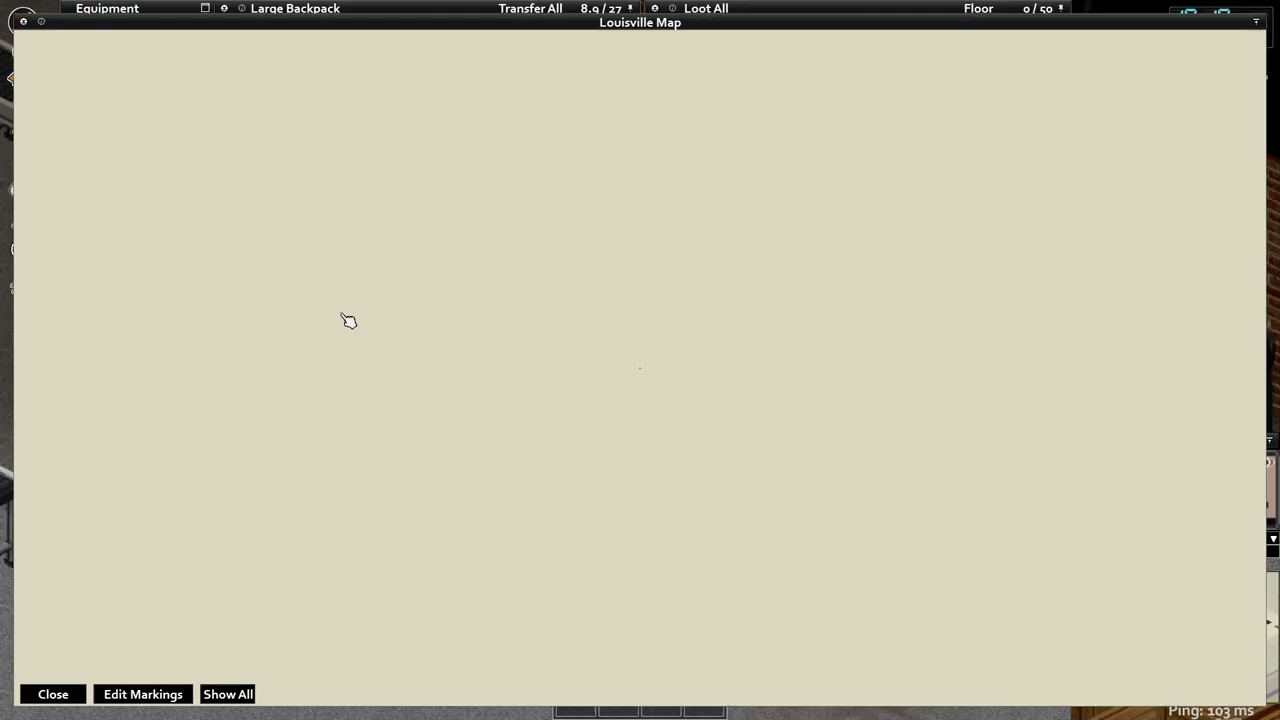 Equipment Large Backpack Transfer All 8.9 / 27 Loot All Floor 0 / 50
Louisville Map
Close Edit Markings Show All
Ping: 103 ms